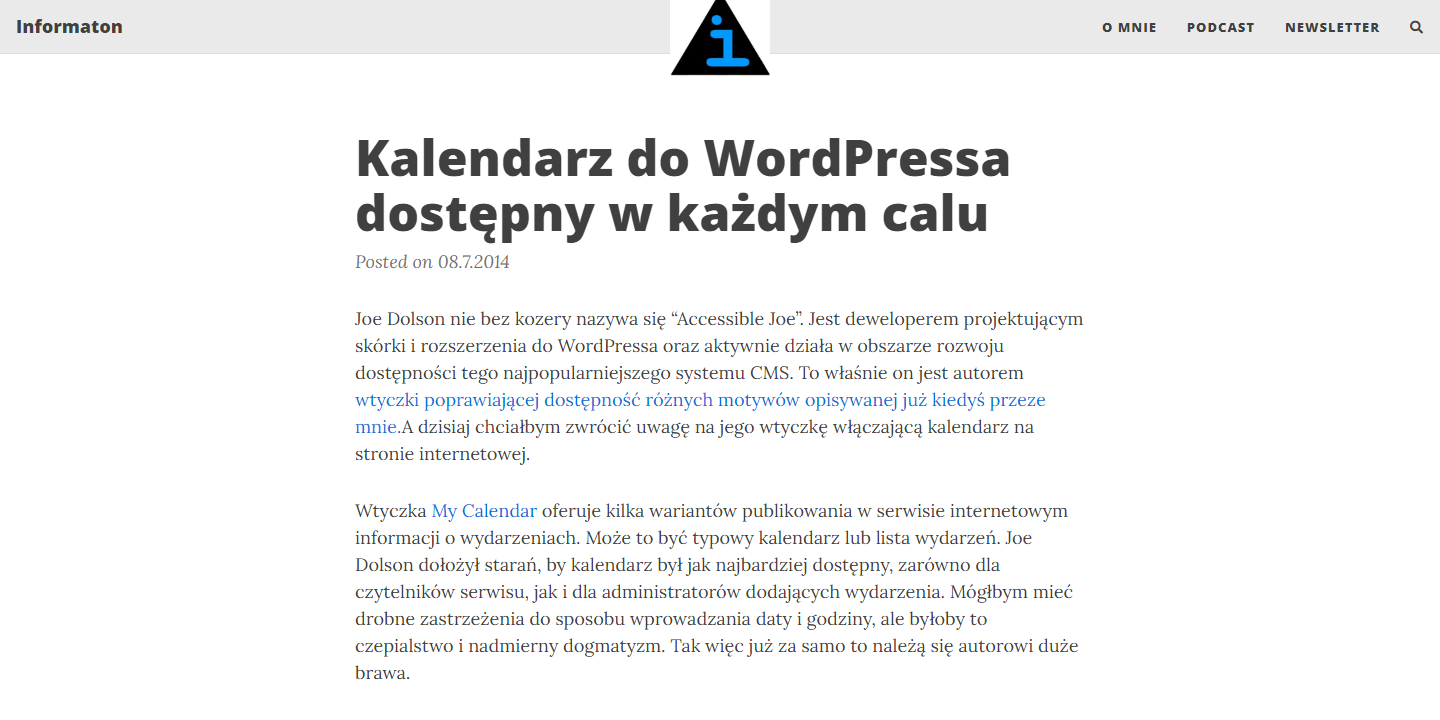 Informaton
i
O MNIE
PODCAST
NEWSLETTER
Kalendarz do WordPressa
dostępny w każdym calu
Posted on 08.7.2014
Joe Dolson nie bez kozery nazywa się “Accessible Joe”. Jest deweloperem projektującym
skórki i rozszerzenia do WordPressa oraz aktywnie działa w obszarze rozwoju
dostępności tego najpopularniejszego systemu CMS. To właśnie on jest autorem
wtyczki poprawiającej dostępność różnych motywów opisywanej już kiedyś przeze
mnie.A dzisiaj chciałbym zwrócić uwagę na jego wtyczkę włączającą kalendarz na
stronie internetowej.
Wtyczka My Calendar oferuje kilka wariantów publikowania w serwisie internetowym
informacji o wydarzeniach. Może to być typowy kalendarz lub lista wydarzeń. Joe
Dolson dołożył starań, by kalendarz był jak najbardziej dostępny, zarówno dla
czytelników serwisu, jak i dla administratorów dodających wydarzenia. Mógłbym mieć
drobne zastrzeżenia do sposobu wprowadzania daty i godziny, ale byłoby to
czepialstwo i nadmierny dogmatyzm. Tak więc już za samo to należą się autorowi duże
brawa.